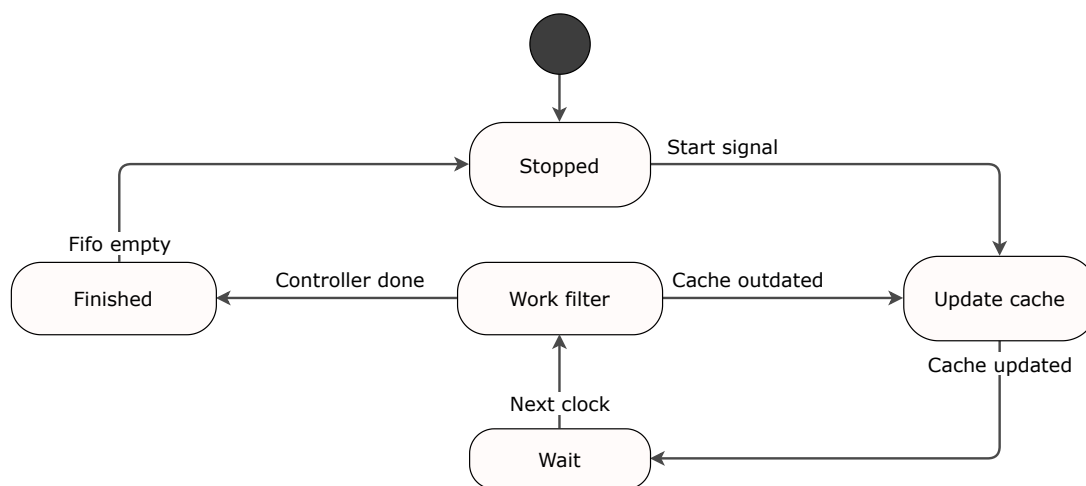 Stopped
Start signal
Fifo empty
Finished
Controller done
Work filter
Cache outdated
Update cache
Cache updated
Next clock
Wait